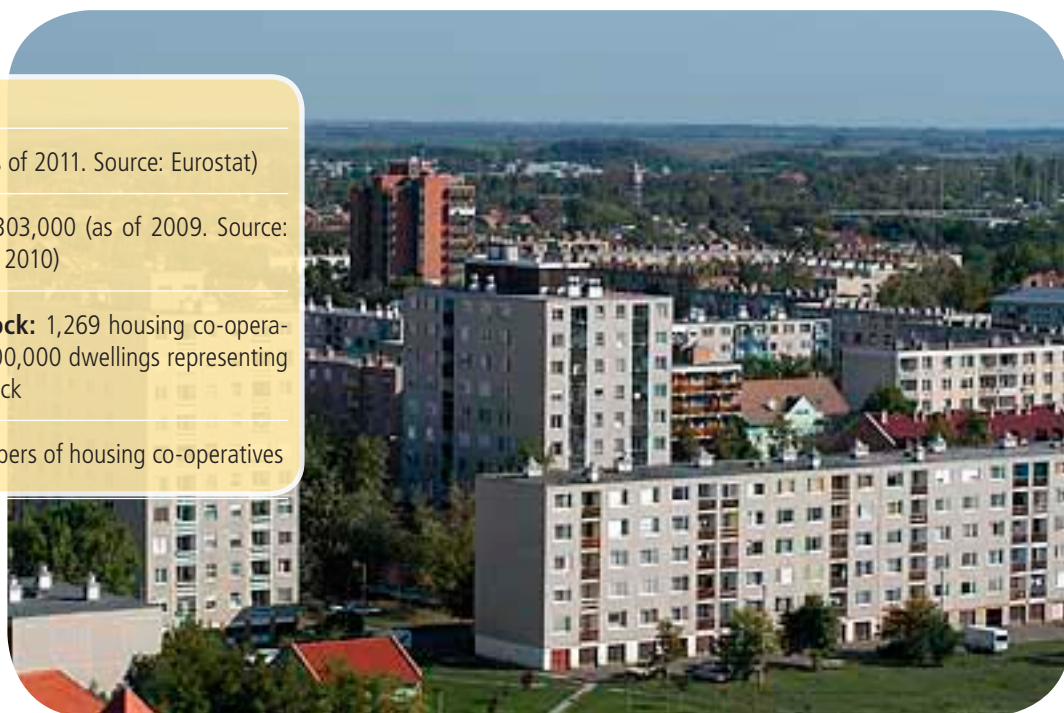 of 2011. Source: Eurostat)
303,000 (as of 2009. Source:
2010)
ock: 1,269 housing co-opera-
00,000 dwellings representing
ck
bers of housing co-operatives